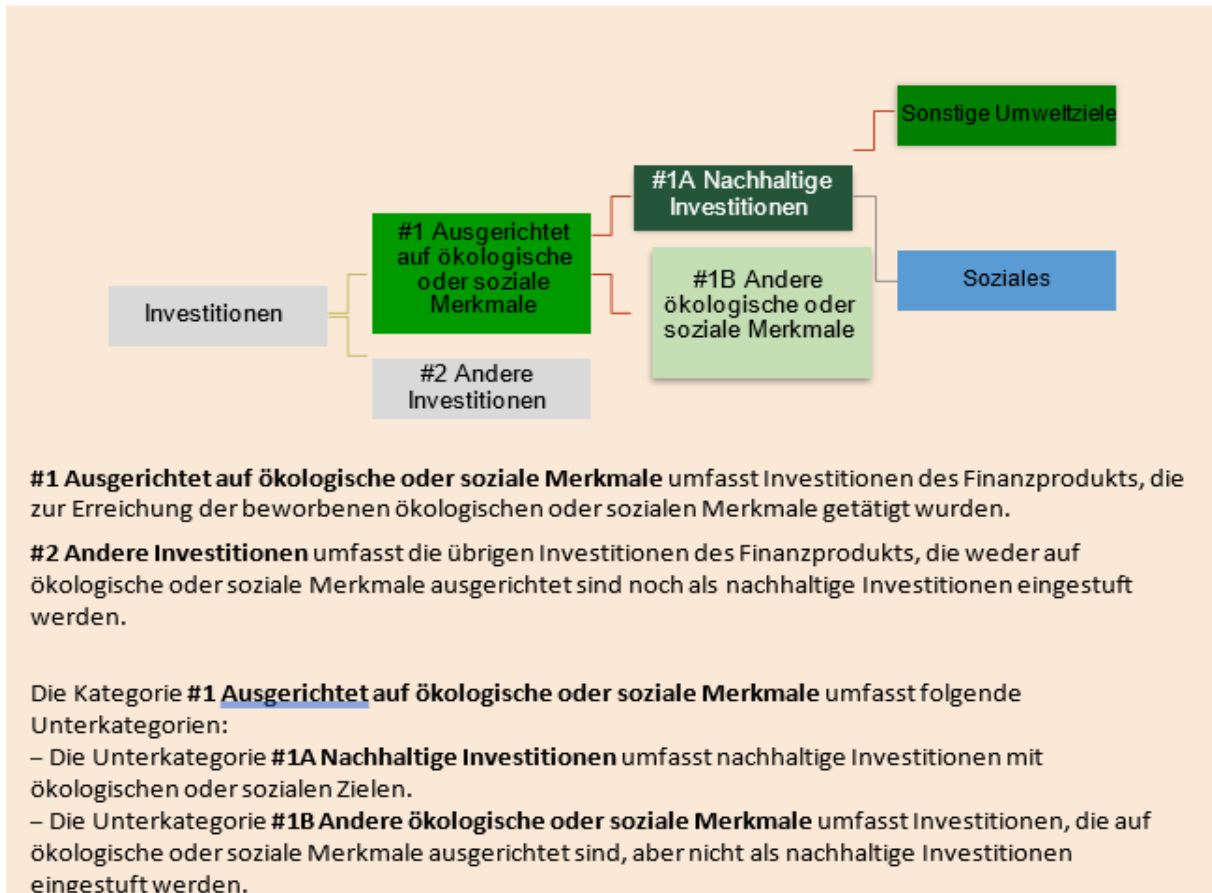 Sonstige Umweltziele
#1A Nachhaltige
Investitionen
#1 Ausgerichtet
auf ökologische
oder soziale
Merkmale
#1B Andere
ökologische oder
soziale Merkmale
Soziales
Investitionen
#2 Andere
Investitionen
#1 Ausgerichtet auf ökologische oder soziale Merkmale umfasst Investitionen des Finanzprodukts, die
zur Erreichung der beworbenen ökologischen oder sozialen Merkmale getätigt wurden.
#2 Andere Investitionen umfasst die übrigen Investitionen des Finanzprodukts, die weder auf
ökologische oder soziale Merkmale ausgerichtet sind noch als nachhaltige Investitionen eingestuft
werden.
Die Kategorie #1 Ausgerichtet auf ökologische oder soziale Merkmale umfasst folgende
Unterkategorien:
– Die Unterkategorie #1A Nachhaltige Investitionen umfasst nachhaltige Investitionen mit
ökologischen oder sozialen Zielen.
– Die Unterkategorie #1B Andere ökologische oder soziale Merkmale umfasst Investitionen, die auf
ökologische oder soziale Merkmale ausgerichtet sind, aber nicht als nachhaltige Investitionen
eingestuft werden.